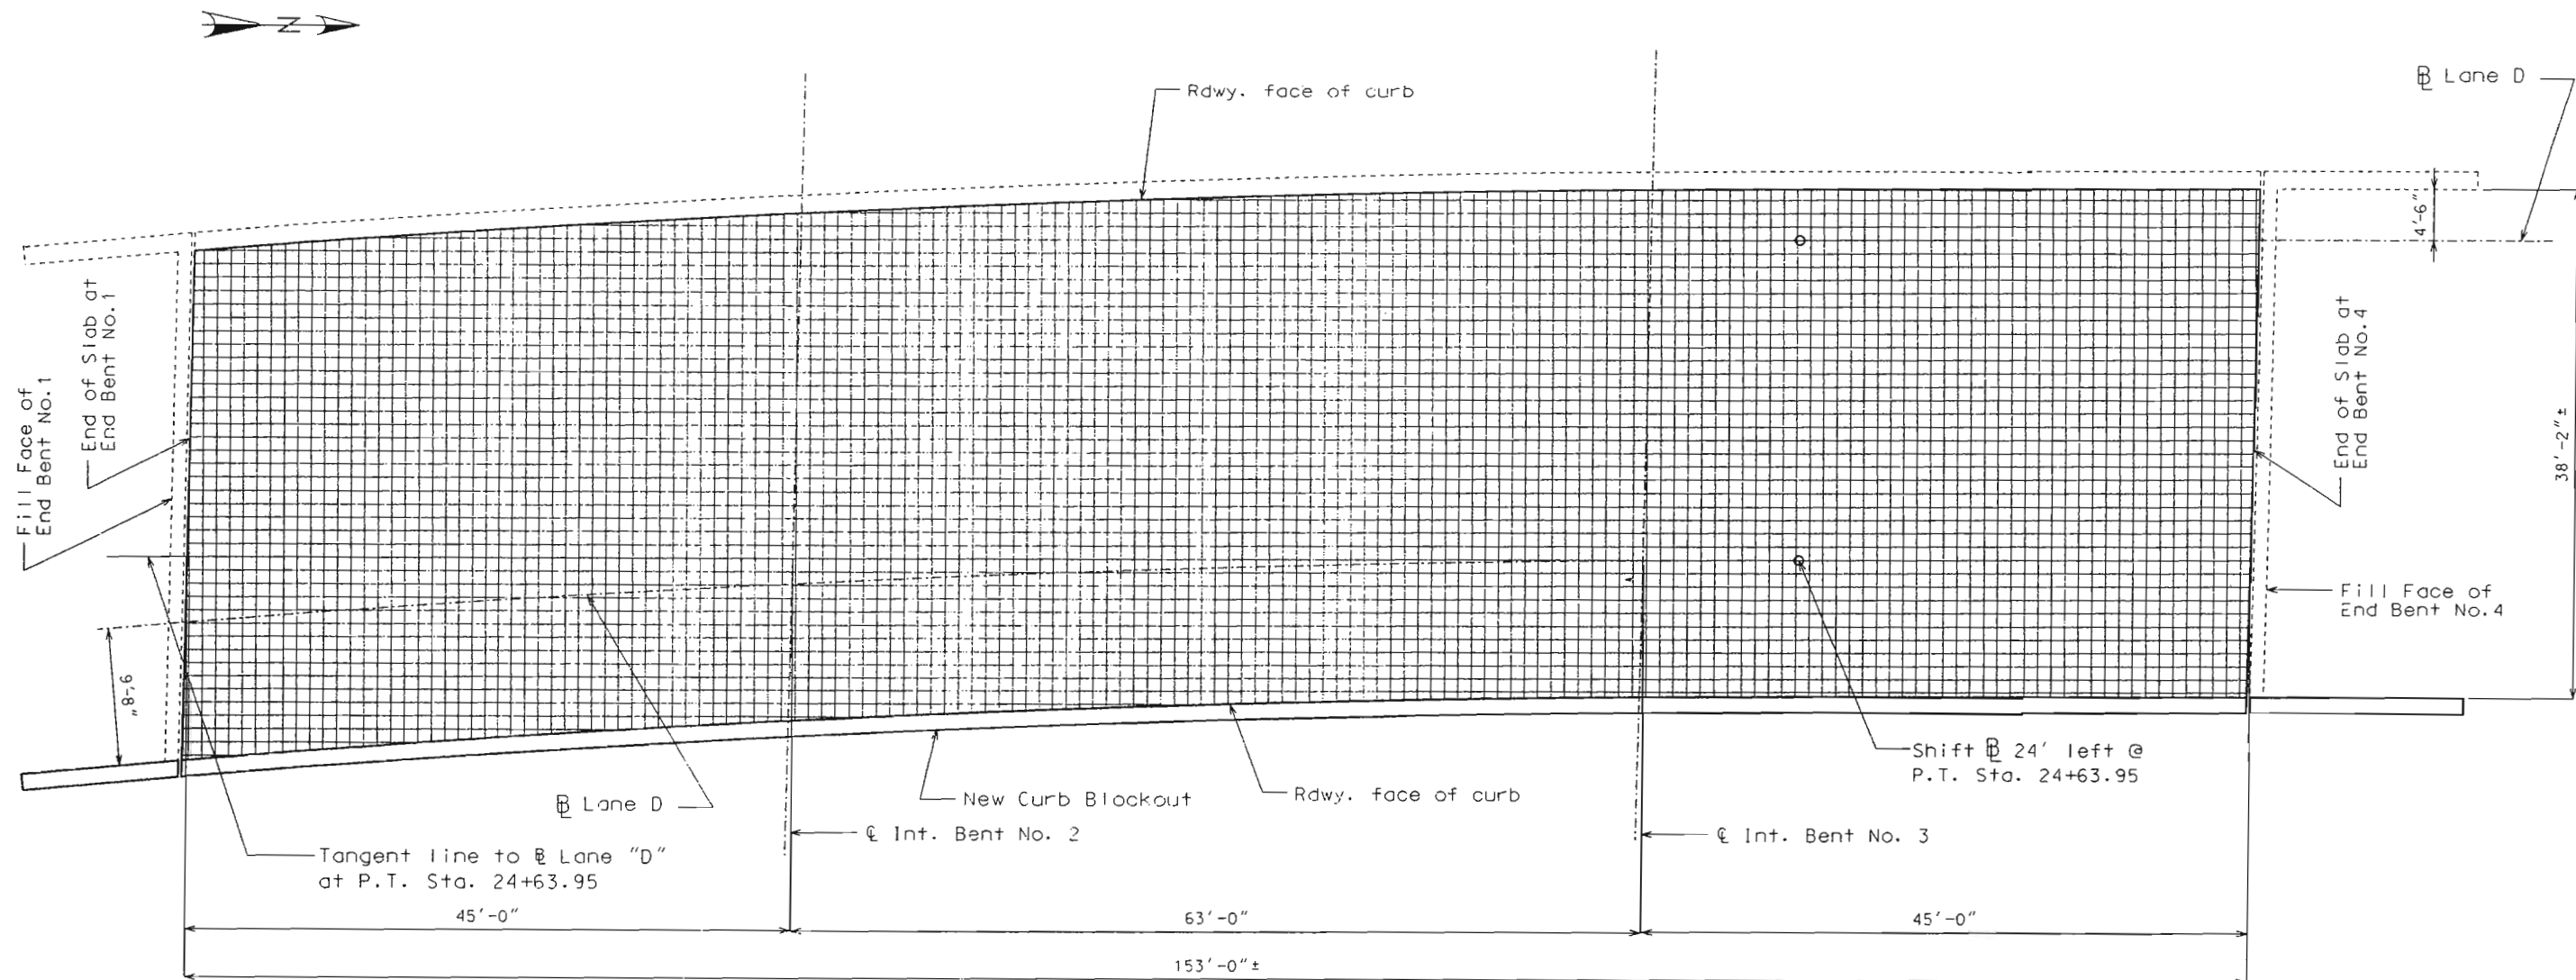 N
Rdwy. face of curb
℄ Lane D
4'-6"
38'-2"±
Fill Face of
End Bent No.1
End of Slab at
End Bent No.1
End of Slab at
End Bent No.4
Fill Face of
End Bent No.4
9'-8"
Shift ℄ 24' left @
P.T. Sta. 24+63.95
℄ Lane D
New Curb Blockout
Rdwy. face of curb
℄ Int. Bent No. 2
℄ Int. Bent No. 3
Tangent line to ℄ Lane "D"
at P.T. Sta. 24+63.95
45'-0"
63'-0"
45'-0"
153'-0"±